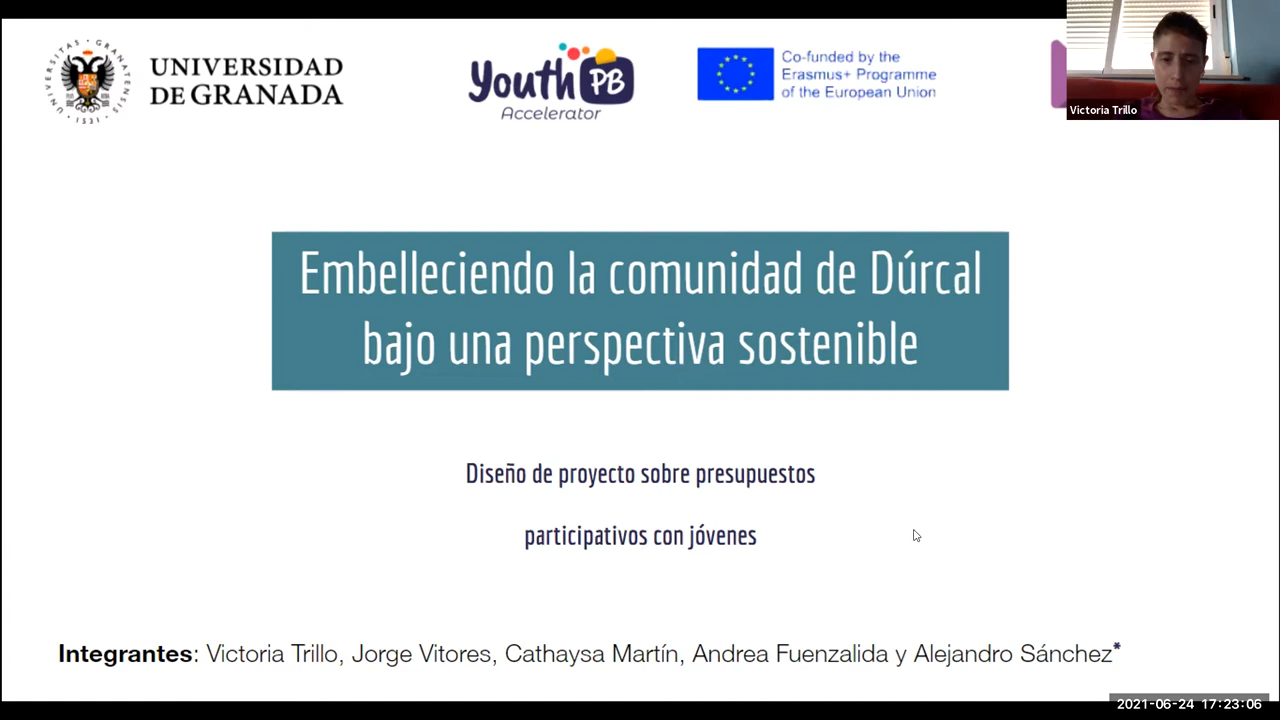 UNIVERSIDAD
DE GRANADA
Youth PB
Accelerator
Co-funded by the
Erasmus+ Programme
of the European Union
Victoria Trillo
Embelleciendo la comunidad de Dúrcal
bajo una perspectiva sostenible
Diseño de proyecto sobre presupuestos
participativos con jóvenes
Integrantes: Victoria Trillo, Jorge Vitores, Cathaysa Martín, Andrea Fuenzalida y Alejandro Sánchez*
2021-06-24 17:23:06